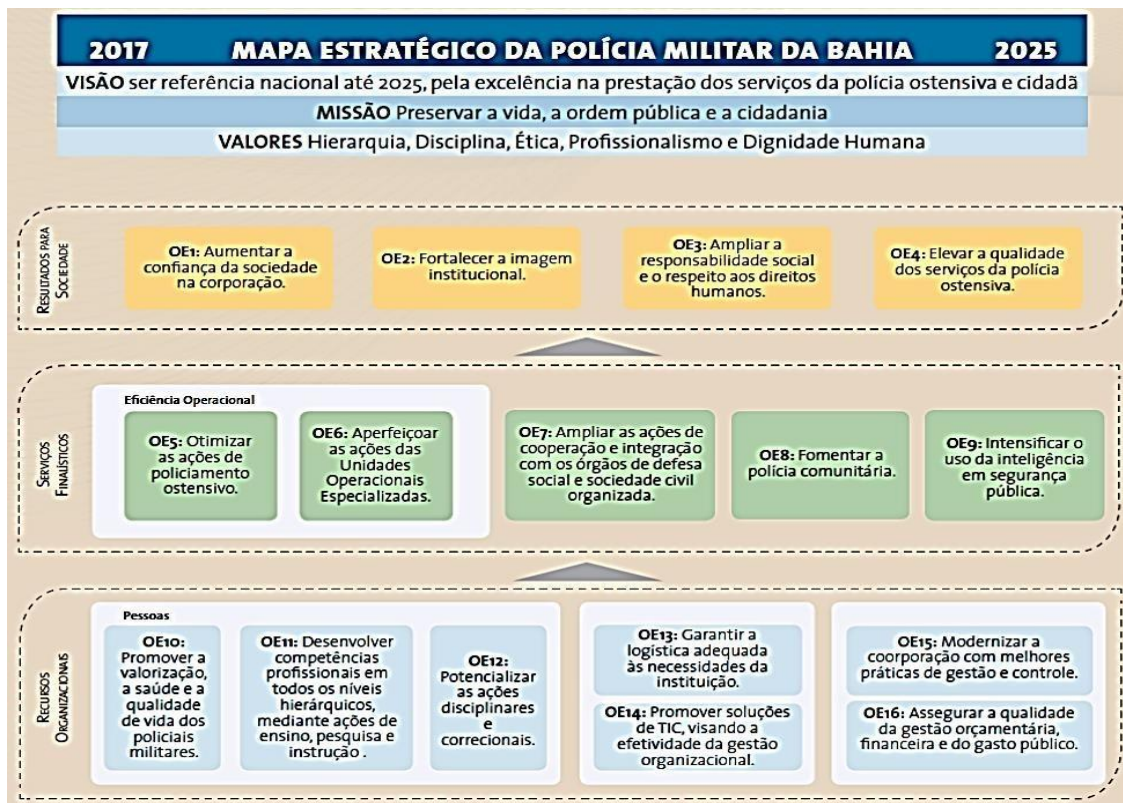 2017 MAPA ESTRATÉGICO DA POLÍCIA MILITAR DA BAHIA 2025
VISÃO ser referência nacional até 2025, pela excelência na prestação dos serviços da polícia ostensiva e cidadã
MISSÃO Preservar a vida, a ordem pública e a cidadania
VALORES Hierarquia, Disciplina, Ética, Profissionalismo e Dignidade Humana
RESULTADOS PARA
SOCIEDADE
OE1: Aumentar a
confiança da sociedade
na corporação.
OE2: Fortalecer a imagem
institucional.
OE3: Ampliar a
responsabilidade social
e o respeito aos direitos
humanos.
OE4: Elevar a qualidade
dos serviços da polícia
ostensiva.
SERVIÇOS
FINALÍSTICOS
Eficiência Operacional
OE5: Otimizar
as ações de
policiamento
ostensivo.
OE6: Aperfeiçoar
as ações das
Unidades
Operacionais
Especializadas.
OE7: Ampliar as ações de
cooperação e integração
com os órgãos de defesa
social e sociedade civil
organizada.
OE8: Fomentar a
polícia comunitária.
OE9: Intensificar o
uso da inteligência
em segurança
pública.
RECURSOS
ORGANIZACIONAIS
Pessoas
OE10:
Promover a
valorização,
a saúde e a
qualidade
de vida dos
policiais
militares.
OE11: Desenvolver
competências
profissionais em
todos os níveis
hierárquicos,
mediante ações de
ensino, pesquisa e
instrução .
OE12:
Potencializar
as ações
disciplinares
e
correcionais.
OE13: Garantir a
logística adequada
às necessidades da
instituição.
OE14: Promover soluções
de TIC, visando a
efetividade da gestão
organizacional.
OE15: Modernizar a
coorporação com melhores
práticas de gestão e controle.
OE16: Assegurar a qualidade
da gestão orçamentária,
financeira e do gasto público.